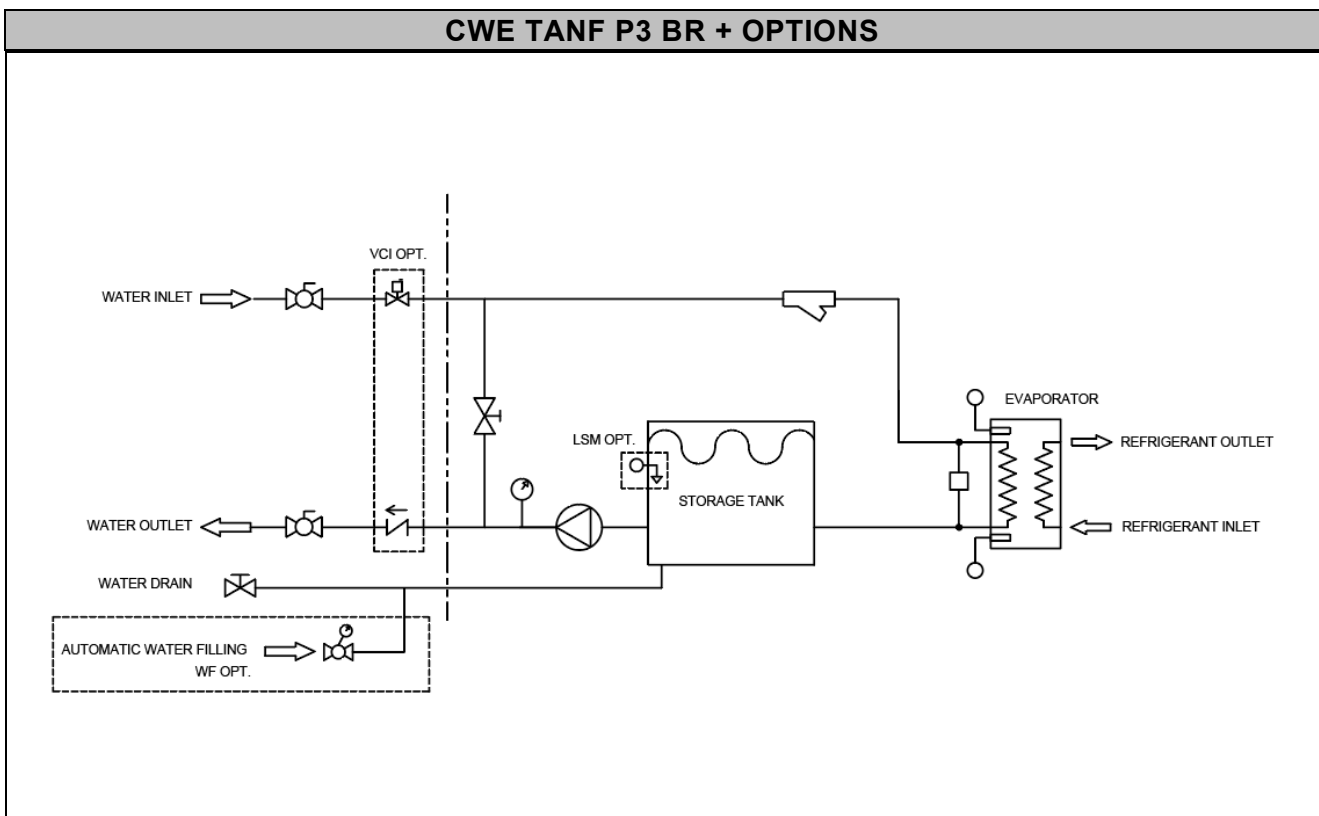 CWE TANF P3 BR + OPTIONS
VCI OPT.
WATER INLET
EVAPORATOR
LSM OPT.
REFRIGERANT OUTLET
STORAGE TANK
WATER OUTLET
REFRIGERANT INLET
WATER DRAIN
AUTOMATIC WATER FILLING
WF OPT.